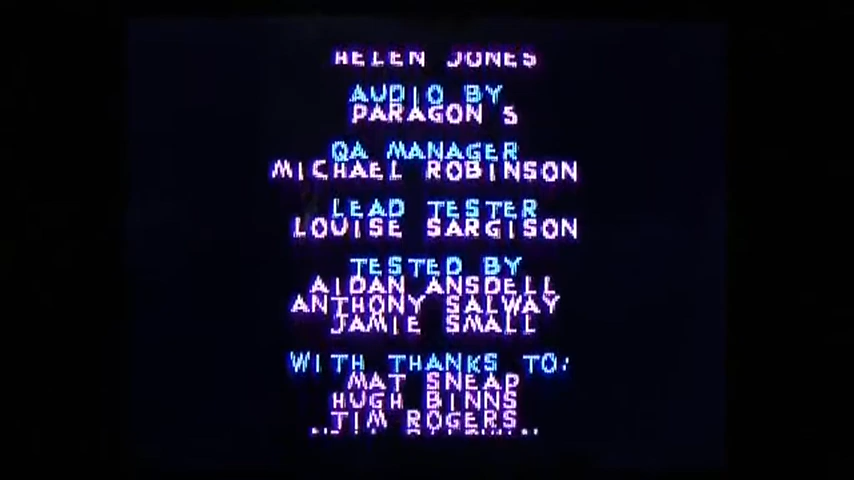 HELEN JONES
AUDIO BY
PARAGON 5
QA MANAGER
MICHAEL ROBINSON
LEAD TESTER
LOUISE SARGISON
TESTED BY
AIDAN ANSDELL
ANTHONY SALWAY
JAMIE SMALL
WITH THANKS TO:
MAT SNEAP
HUGH BINNS
TIM ROGERS